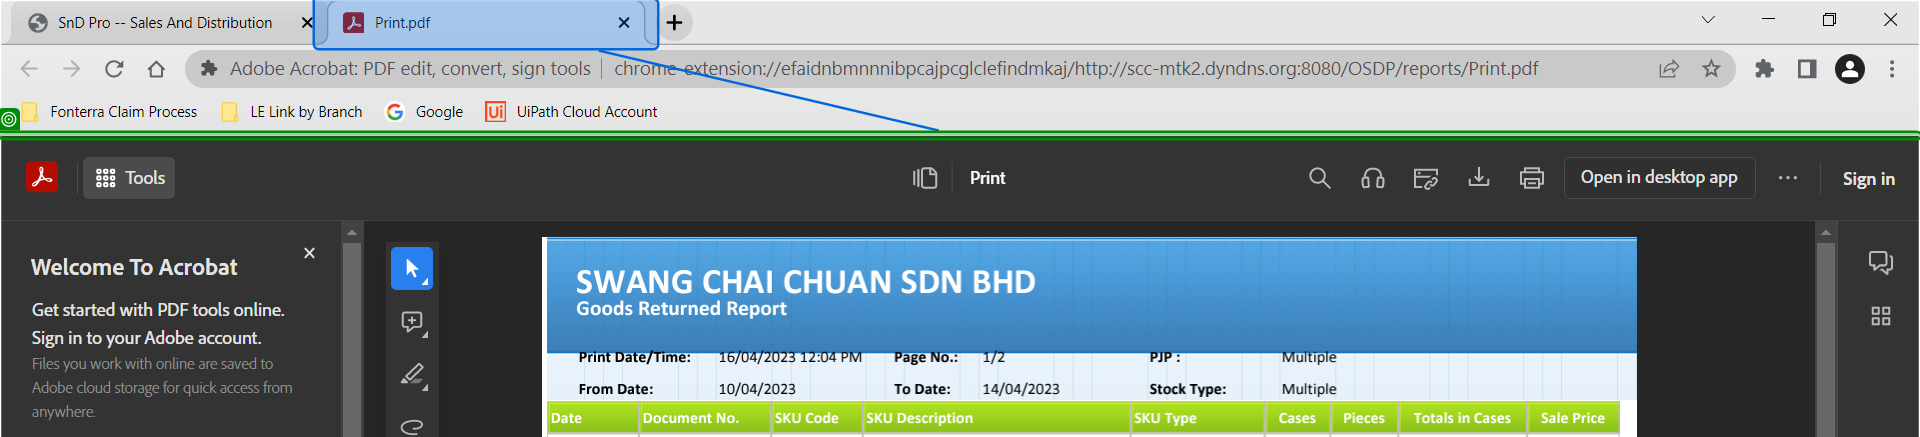 SnD Pro -- Sales And Distribution
Print.pdf
Adobe Acrobat: PDF edit, convert, sign tools | chrome-extension://efaidnbmnnnibpcajpcglclefindmkaj/http://scc-mtk2.dyndns.org:8080/OSDP/reports/Print.pdf
Fonterra Claim Process LE Link by Branch Google Ui UiPath Cloud Account
Tools Print Open in desktop app Sign in
Welcome To Acrobat
Get started with PDF tools online.
Sign in to your Adobe account.
Files you work with online are saved to
Adobe cloud storage for quick access from
anywhere.
SWANG CHAI CHUAN SDN BHD
Goods Returned Report
Print Date/Time: 16/04/2023 12:04 PM Page No.: 1/2 PJP : Multiple
From Date: 10/04/2023 To Date: 14/04/2023 Stock Type: Multiple
Date Document No. SKU Code SKU Description SKU Type Cases Pieces Totals in Cases Sale Price